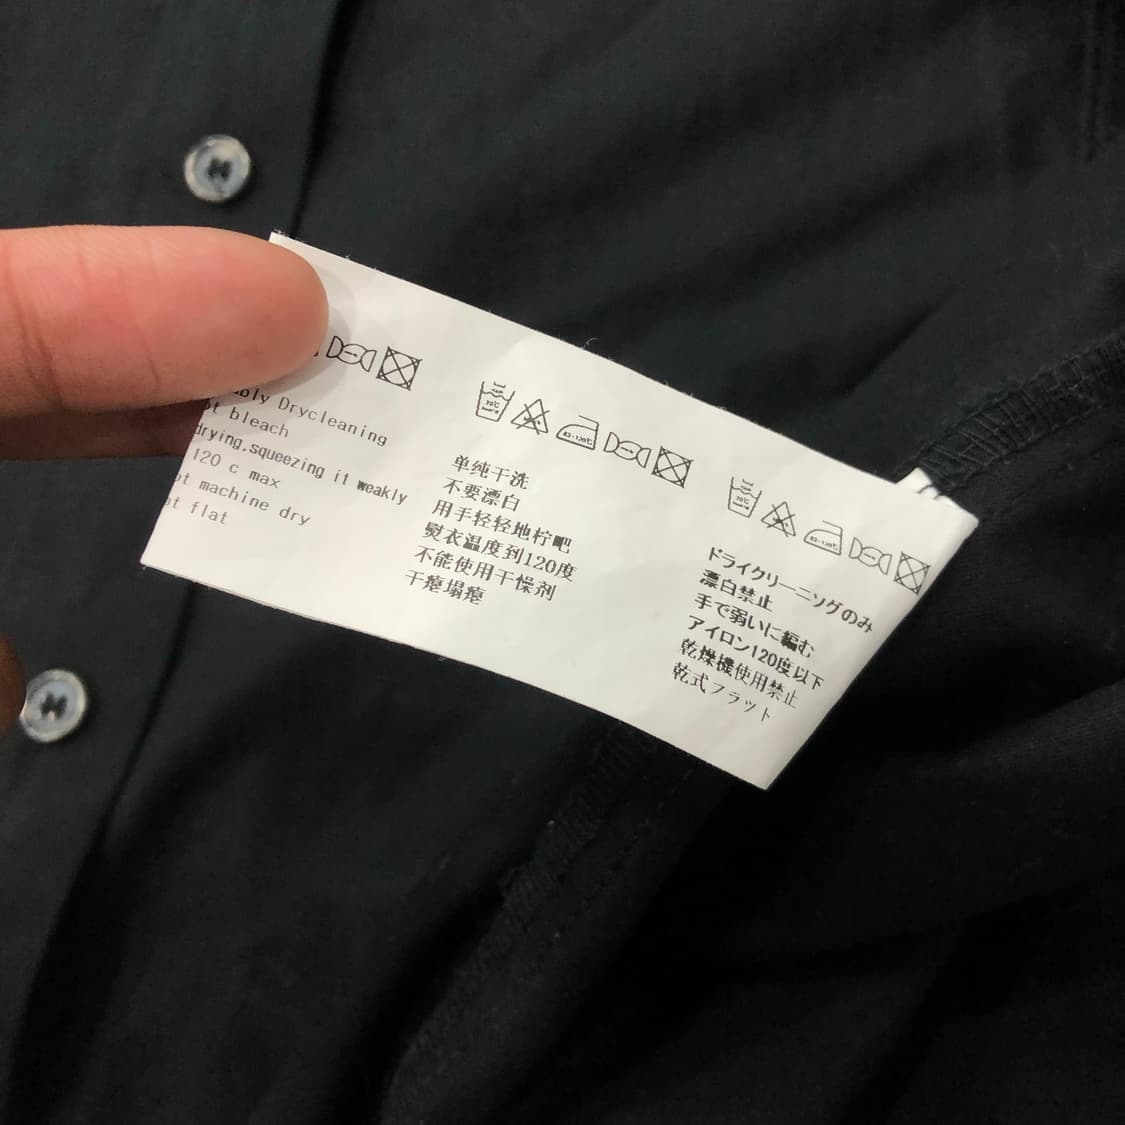 Drycleaning
bleach
drying,squeezing it weakly
120 c max
machine dry
flat
单纯干洗
不要漂白
用手轻轻地柠吧
熨衣温度到120度
不能使用干燥剂
干瘪塌瘪
ドライクリーニソグのみ
漂白禁止
手で弱いに編む
アイロン120度以下
乾燥機使用禁止
乾式フラット